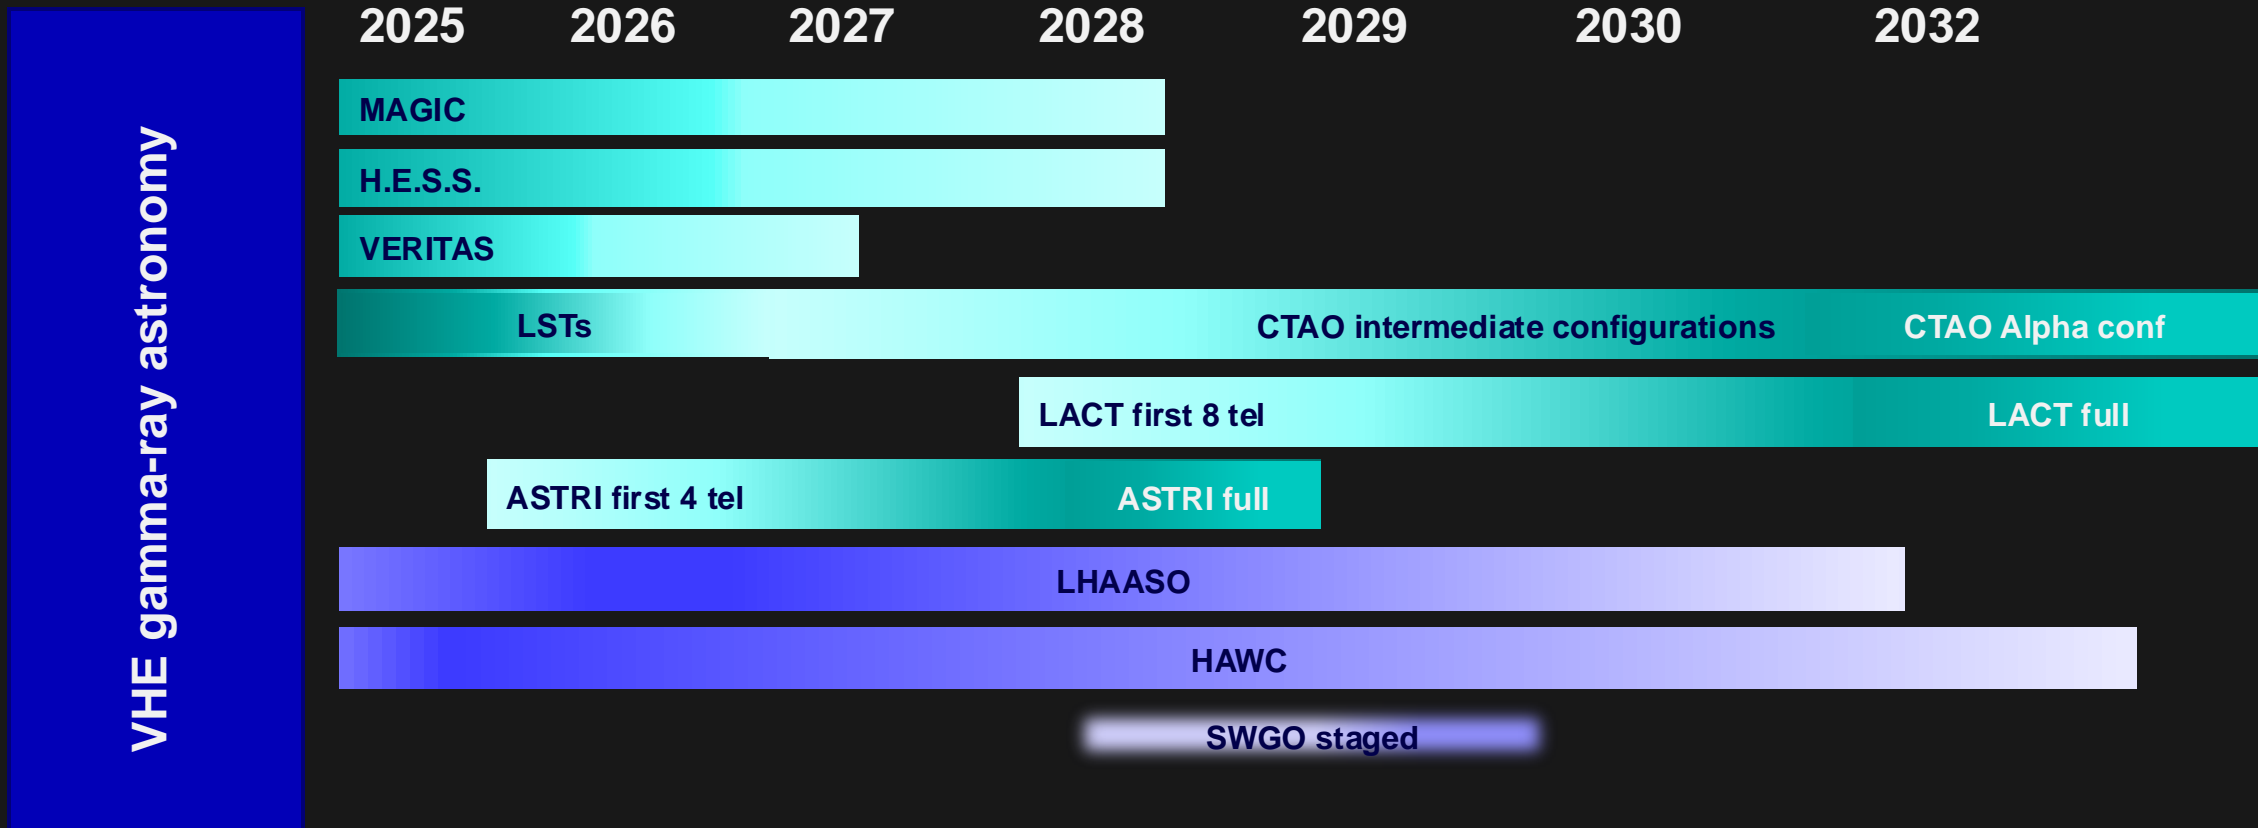 2025 2026 2027 2028 2029 2030 2032
VHE gamma-ray astronomy
MAGIC
H.E.S.S.
VERITAS
LSTs CTAO intermediate configurations CTAO Alpha conf
LACT first 8 tel LACT full
ASTRI first 4 tel ASTRI full
LHAASO
HAWC
SWGO staged